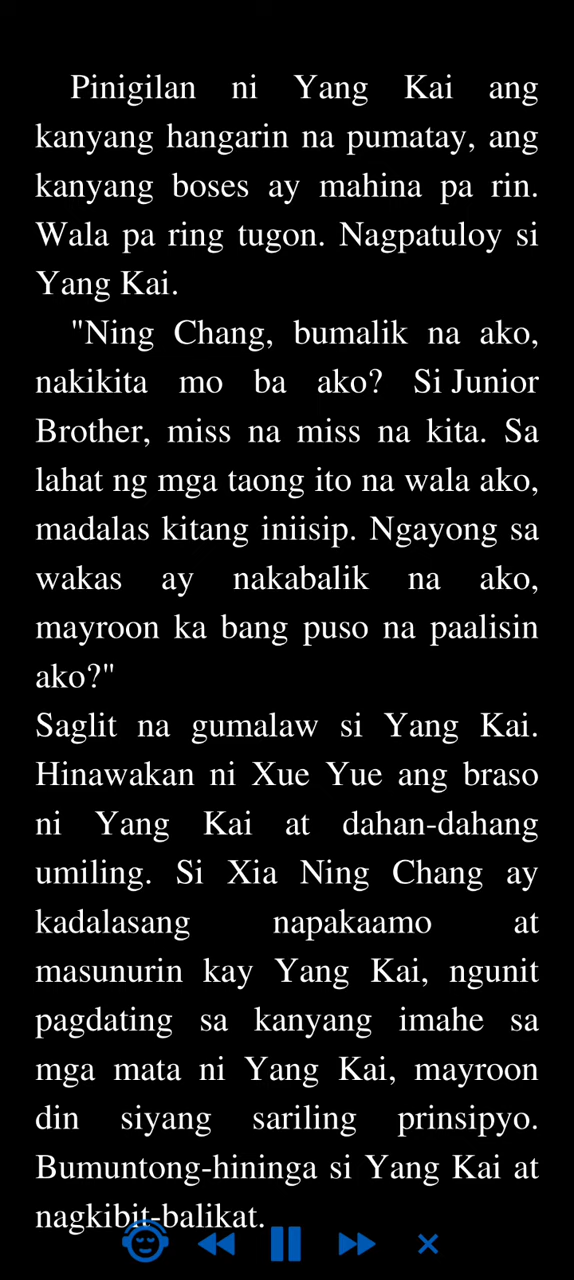 Pinigilan ni Yang Kai ang
kanyang hangarin na pumatay, ang
kanyang boses ay mahina pa rin.
Wala pa ring tugon. Nagpatuloy si
Yang Kai.
"Ning Chang, bumalik na ako,
nakikita mo ba ako? Si Junior
Brother, miss na miss na kita. Sa
lahat ng mga taong ito na wala ako,
madalas kitang iniisip. Ngayong sa
wakas ay nakabalik na ako,
mayroon ka bang puso na paalisin
ako?"
Saglit na gumalaw si Yang Kai.
Hinawakan ni Xue Yue ang braso
ni Yang Kai at dahan-dahang
umiling. Si Xia Ning Chang ay
kadalasang napakaamo at
masunurin kay Yang Kai, ngunit
pagdating sa kanyang imahe sa
mga mata ni Yang Kai, mayroon
din siyang sariling prinsipyo.
Bumuntong-hininga si Yang Kai at
nagkibit-balikat.